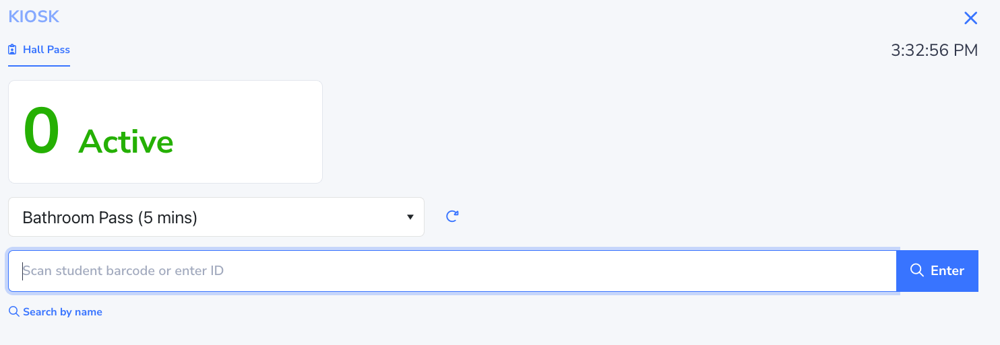 KIOSK
Hall Pass
3:32:56 PM
0 Active
Bathroom Pass (5 mins)
Scan student barcode or enter ID
Enter
Search by name